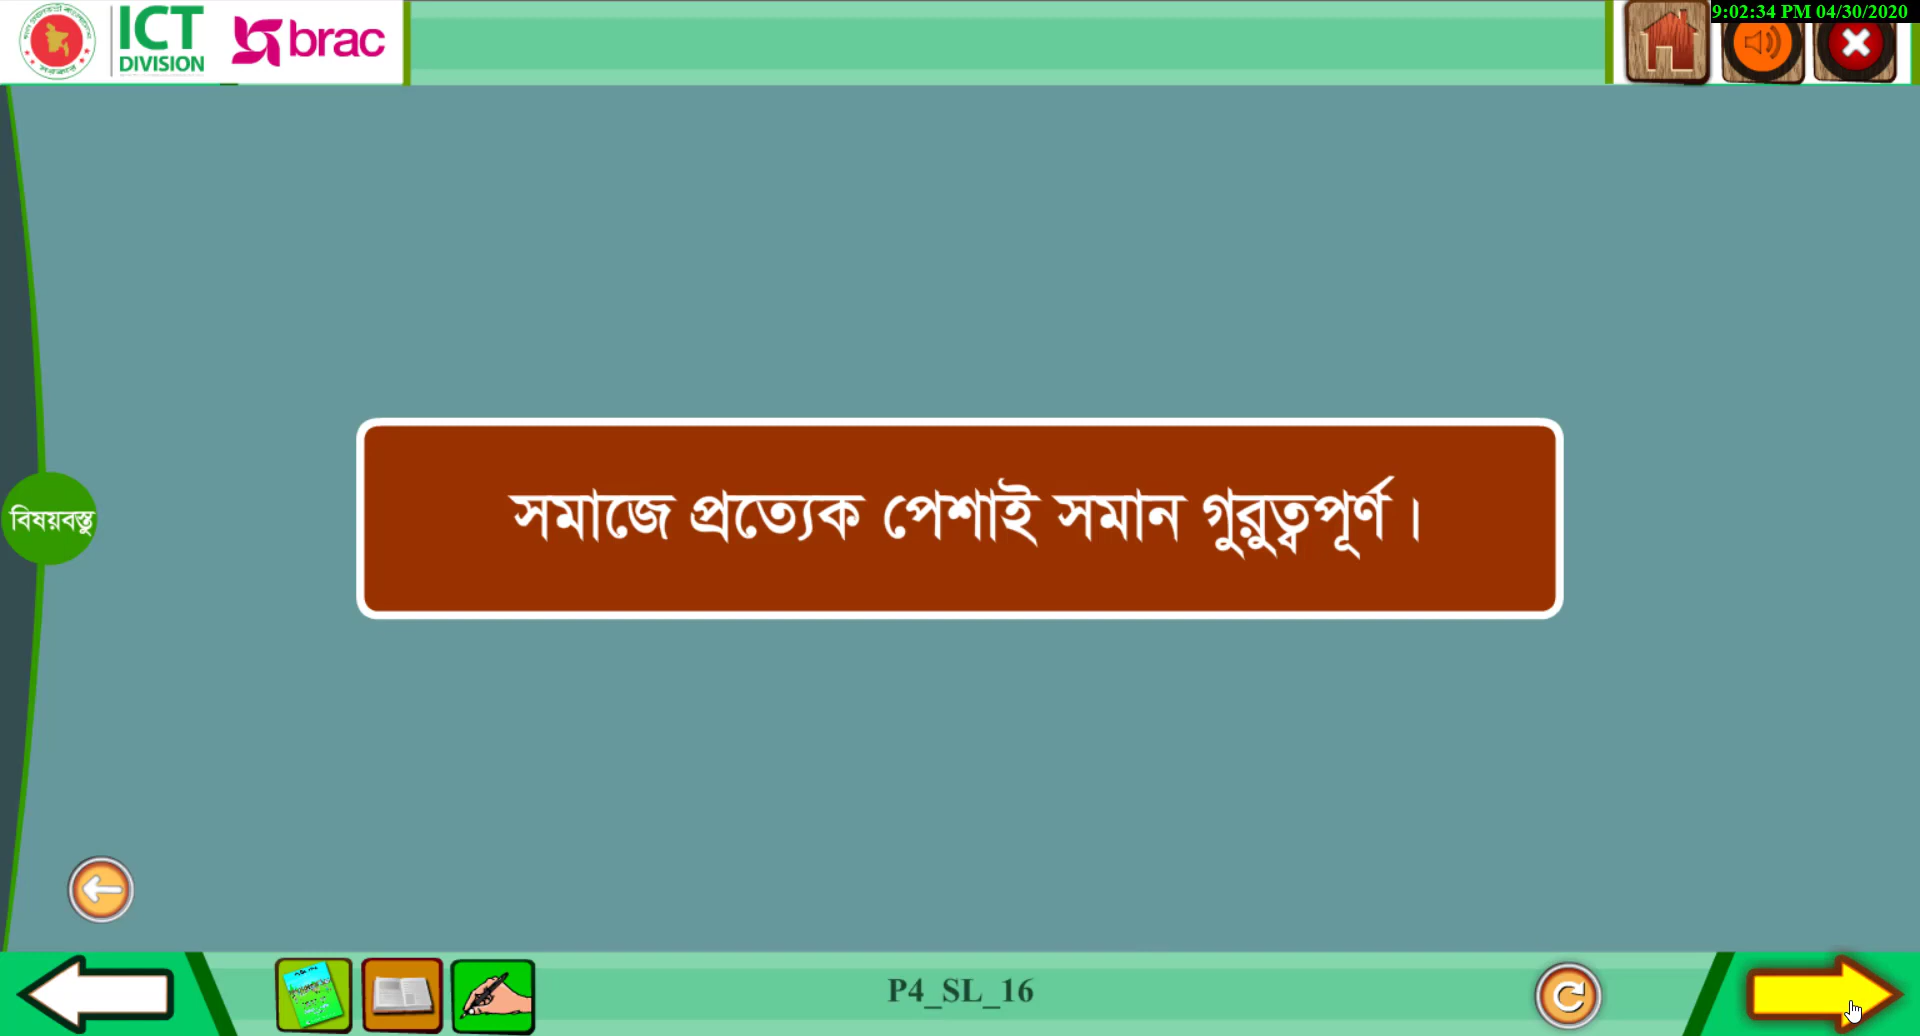 ICT
DIVISION
brac
9:02:34 PM 04/30/2020
সমাজে প্রত্যেক পেশাই সমান গুরুত্বপূর্ণ।
বিষয়বস্তু
P4_SL_16